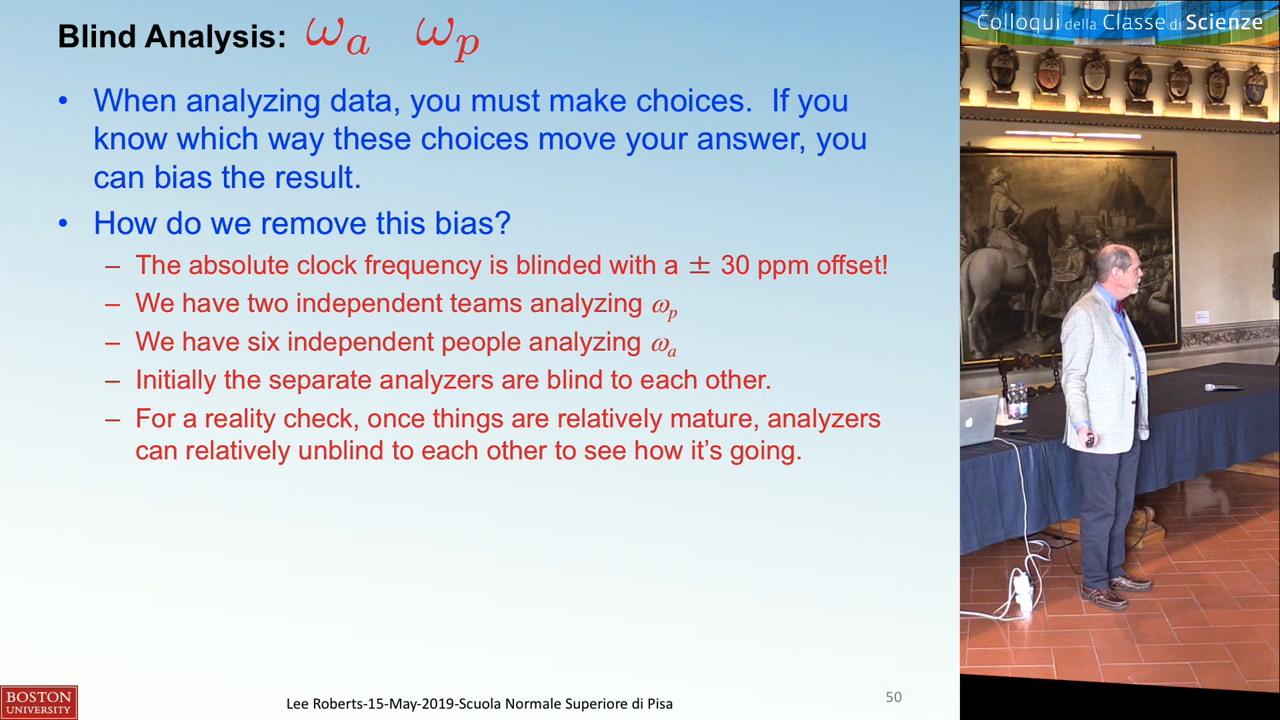 Blind Analysis: ωₐ ωₚ
• When analyzing data, you must make choices. If you
know which way these choices move your answer, you
can bias the result.
• How do we remove this bias?
– The absolute clock frequency is blinded with a ± 30 ppm offset!
– We have two independent teams analyzing ωₚ
– We have six independent people analyzing ωₐ
– Initially the separate analyzers are blind to each other.
– For a reality check, once things are relatively mature, analyzers
can relatively unblind to each other to see how it's going.
BOSTON
UNIVERSITY
Lee Roberts-15-May-2019-Scuola Normale Superiore di Pisa
50
Colloqui della Classe di Scienze